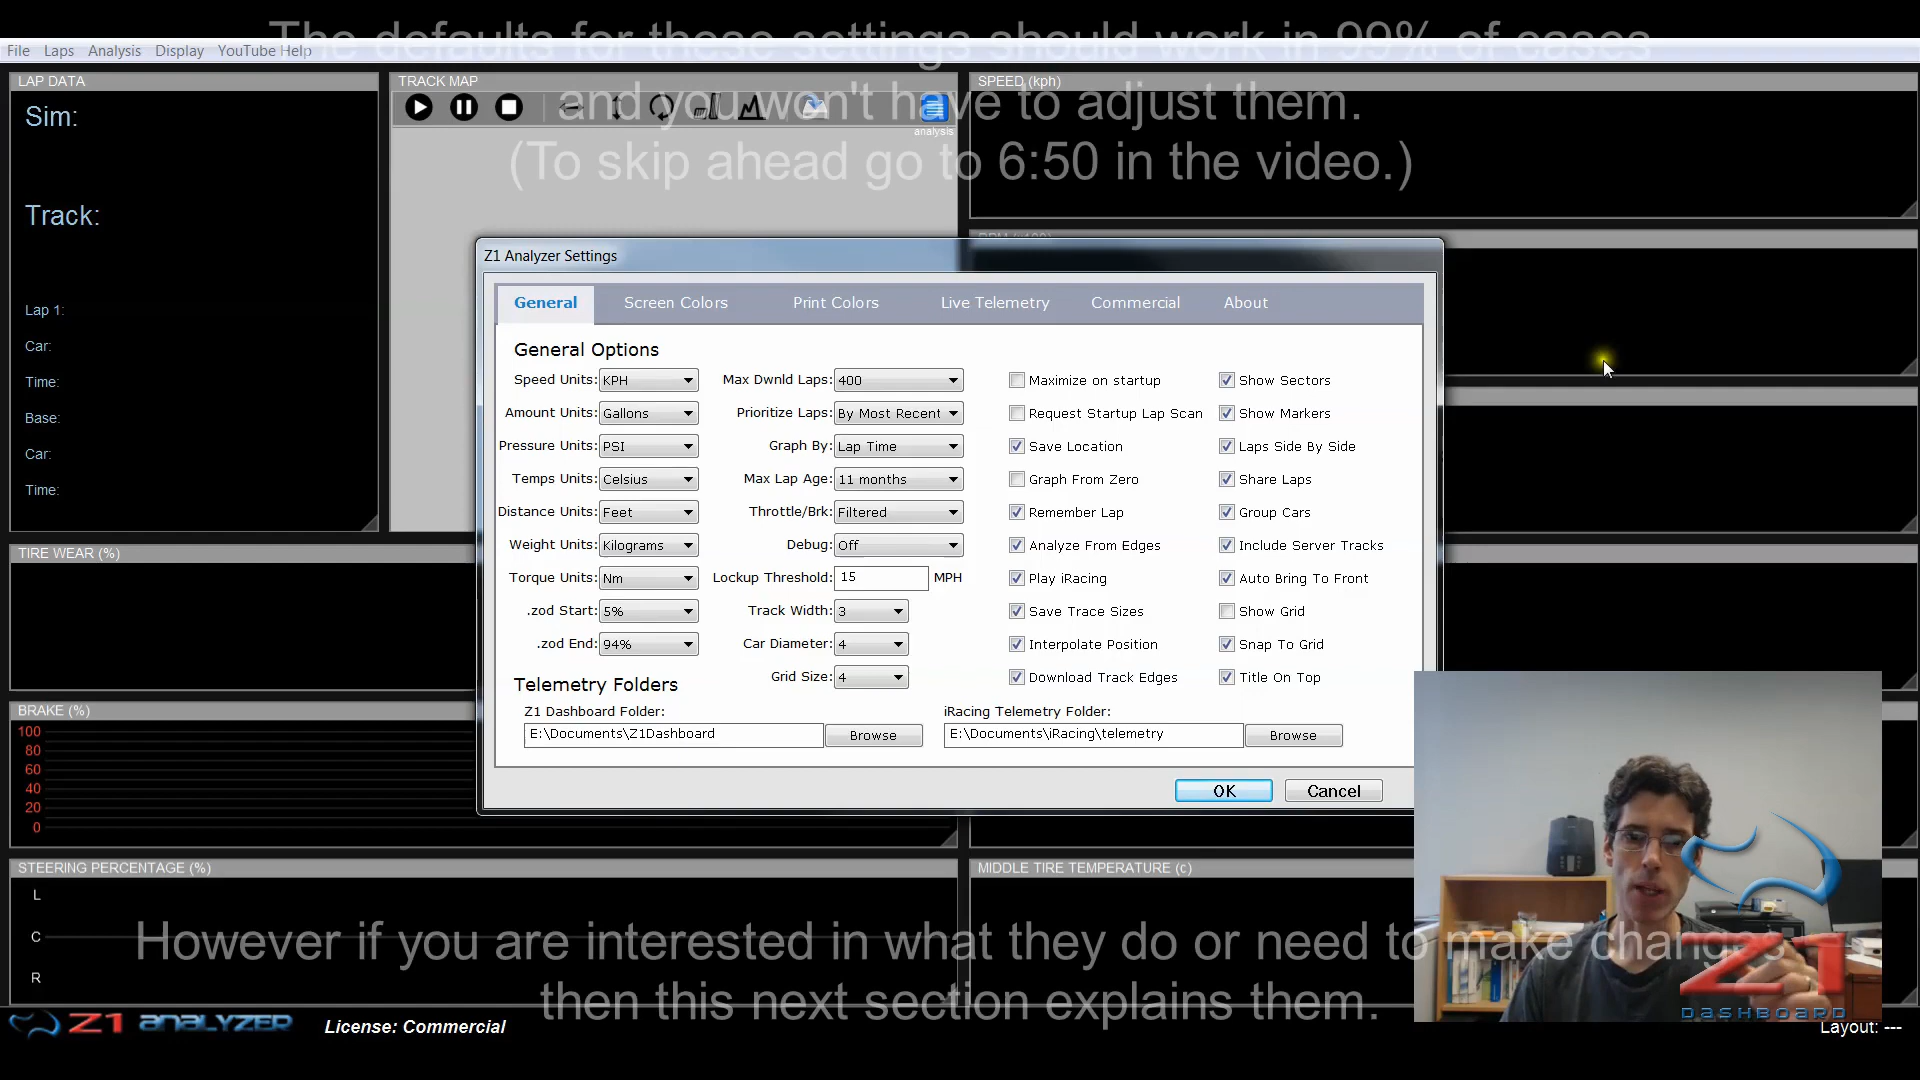 The defaults for these settings should work in 99% of cases
and you won't have to adjust them.
(To skip ahead go to 6:50 in the video.)
File Laps Analysis Display YouTube Help
LAP DATA
Sim:
Track:
Lap 1:
Car:
Time:
Base:
Car:
Time:
TRACK MAP
analysis
SPEED (kph)
Z1 Analyzer Settings
General Screen Colors Print Colors Live Telemetry Commercial About
General Options
Speed Units: KPH
Amount Units: Gallons
Pressure Units: PSI
Temps Units: Celsius
Distance Units: Feet
Weight Units: Kilograms
Torque Units: Nm
.zod Start: 5%
.zod End: 94%
Max Dwnld Laps: 400
Prioritize Laps: By Most Recent
Graph By: Lap Time
Max Lap Age: 11 months
Throttle/Brk: Filtered
Debug: Off
Lockup Threshold: 15 MPH
Track Width: 3
Car Diameter: 4
Grid Size: 4
Maximize on startup
Request Startup Lap Scan
Save Location
Graph From Zero
Remember Lap
Analyze From Edges
Play iRacing
Save Trace Sizes
Interpolate Position
Download Track Edges
Show Sectors
Show Markers
Laps Side By Side
Share Laps
Group Cars
Include Server Tracks
Auto Bring To Front
Show Grid
Snap To Grid
Title On Top
Telemetry Folders
Z1 Dashboard Folder:
E:\Documents\Z1Dashboard Browse
iRacing Telemetry Folder:
E:\Documents\iRacing\telemetry Browse
OK Cancel
TIRE WEAR (%)
BRAKE (%)
100
80
60
40
20
0
STEERING PERCENTAGE (%)
L
C
R
MIDDLE TIRE TEMPERATURE (c)
However if you are interested in what they do or need to make changes
then this next section explains them.
Z1 ANALYZER
License: Commercial
Z1
DASHBOARD
Layout: ---